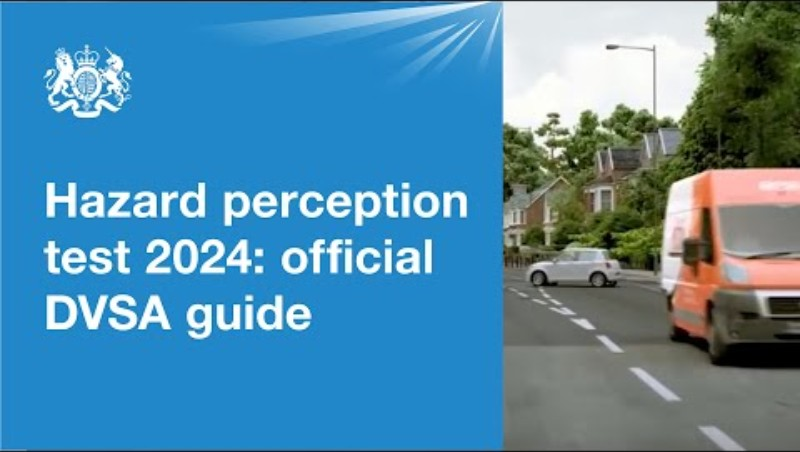 Hazard perception
test 2024: official
DVSA guide